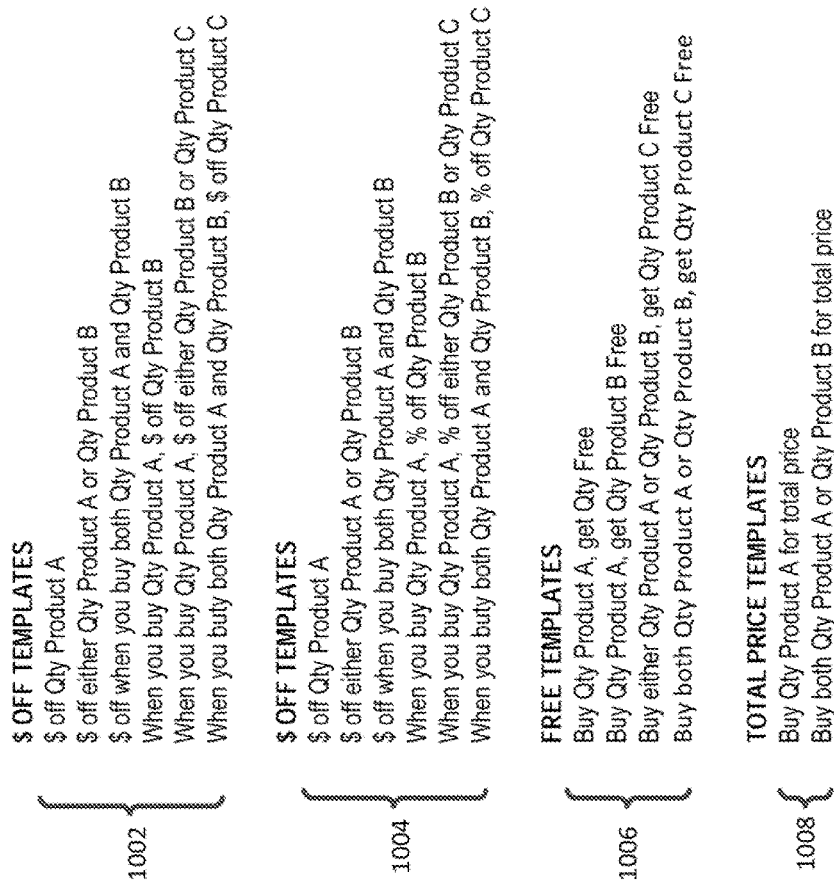 $ OFF TEMPLATES
$ off Qty Product A
$ off either Qty Product A or Qty Product B
$ off when you buy both Qty Product A and Qty Product B
When you buy Qty Product A, $ off Qty Product B
When you buy Qty Product A, $ off either Qty Product B or Qty Product C
When you buty both Qty Product A and Qty Product B, $ off Qty Product C
1002
$ OFF TEMPLATES
$ off Qty Product A
$ off either Qty Product A or Qty Product B
$ off when you buy both Qty Product A and Qty Product B
When you buy Qty Product A, % off Qty Product B
When you buy Qty Product A, % off either Qty Product B or Qty Product C
When you buty both Qty Product A and Qty Product B, % off Qty Product C
1004
FREE TEMPLATES
Buy Qty Product A, get Qty Free
Buy Qty Product A, get Qty Product B Free
Buy either Qty Product A or Qty Product B, get Qty Product C Free
Buy both Qty Product A or Qty Product B, get Qty Product C Free
1006
TOTAL PRICE TEMPLATES
Buy Qty Product A for total price
Buy both Qty Product A or Qty Product B for total price
1008